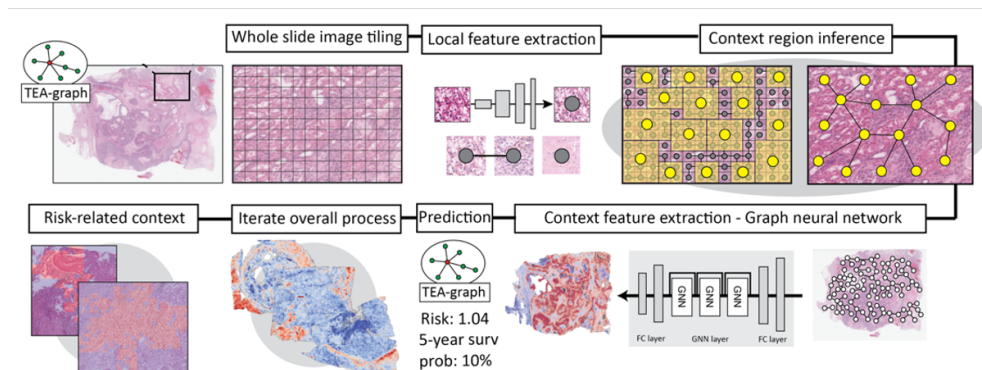 Whole slide image tiling
Local feature extraction
Context region inference
TEA-graph
Risk-related context
Iterate overall process
Prediction
Context feature extraction - Graph neural network
TEA-graph
Risk: 1.04
5-year surv
prob: 10%
GNN
GNN
GNN
FC layer
GNN layer
FC layer